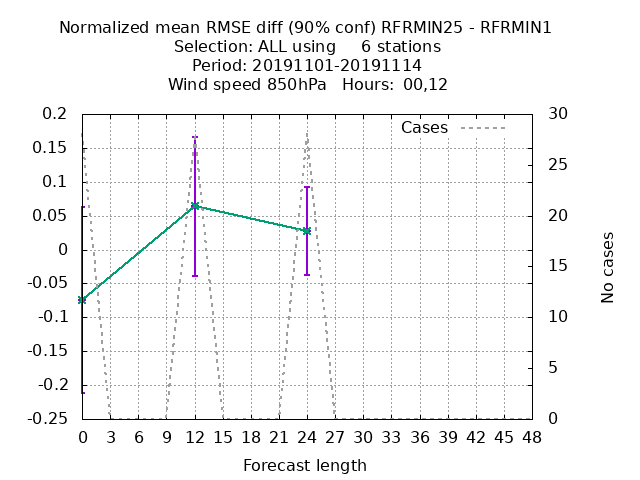 Normalized mean RMSE diff (90% conf) RFRMIN25 - RFRMIN1
Selection: ALL using     6 stations
Period: 20191101-20191114
Wind speed 850hPa   Hours: 00,12
Cases
0.2
0.15
0.1
0.05
0
-0.05
-0.1
-0.15
-0.2
-0.25
30
25
20
15
10
5
0
No cases
0 3 6 9 12 15 18 21 24 27 30 33 36 39 42 45 48
Forecast length